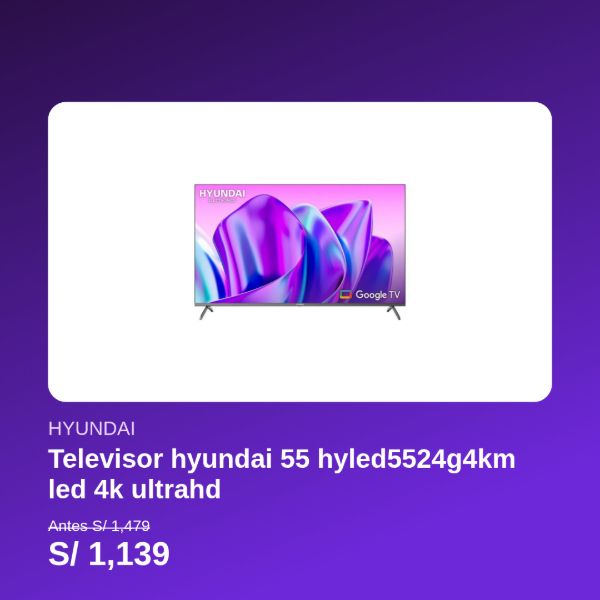 HYUNDAI
Google TV
HYUNDAI
Televisor hyundai 55 hyled5524g4km
led 4k ultrahd
Antes S/ 1,479
S/ 1,139